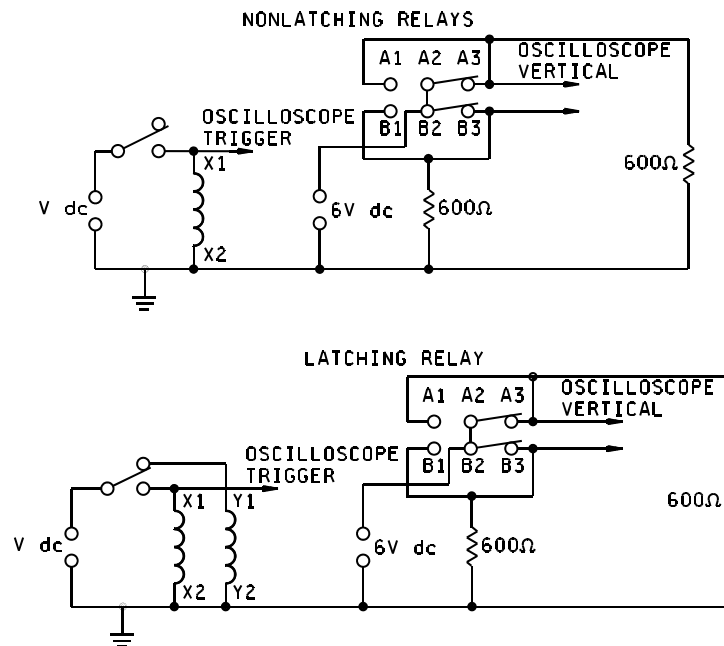 NONLATCHING RELAYS
A1 A2 A3
OSCILLOSCOPE
VERTICAL
OSCILLOSCOPE
TRIGGER
B1 B2 B3
X1
600Ω
V dc
6V dc
600Ω
X2
LATCHING RELAY
A1 A2 A3
OSCILLOSCOPE
VERTICAL
OSCILLOSCOPE
TRIGGER
B1 B2 B3
X1 Y1
600Ω
V dc
6V dc
600Ω
X2 Y2